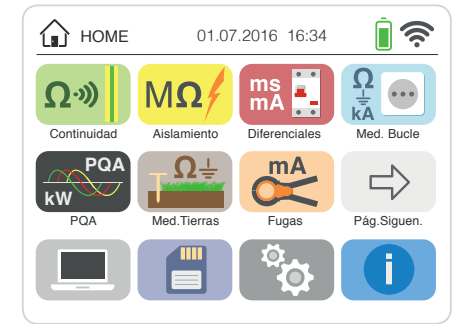 HOME 01.07.2016 16:34
Ω MΩ ms mA Ω kA
Continuidad Aislamiento Diferenciales Med. Bucle
PQA kW Ω mA
PQA Med.Tierras Fugas Pág.Siguen.
i